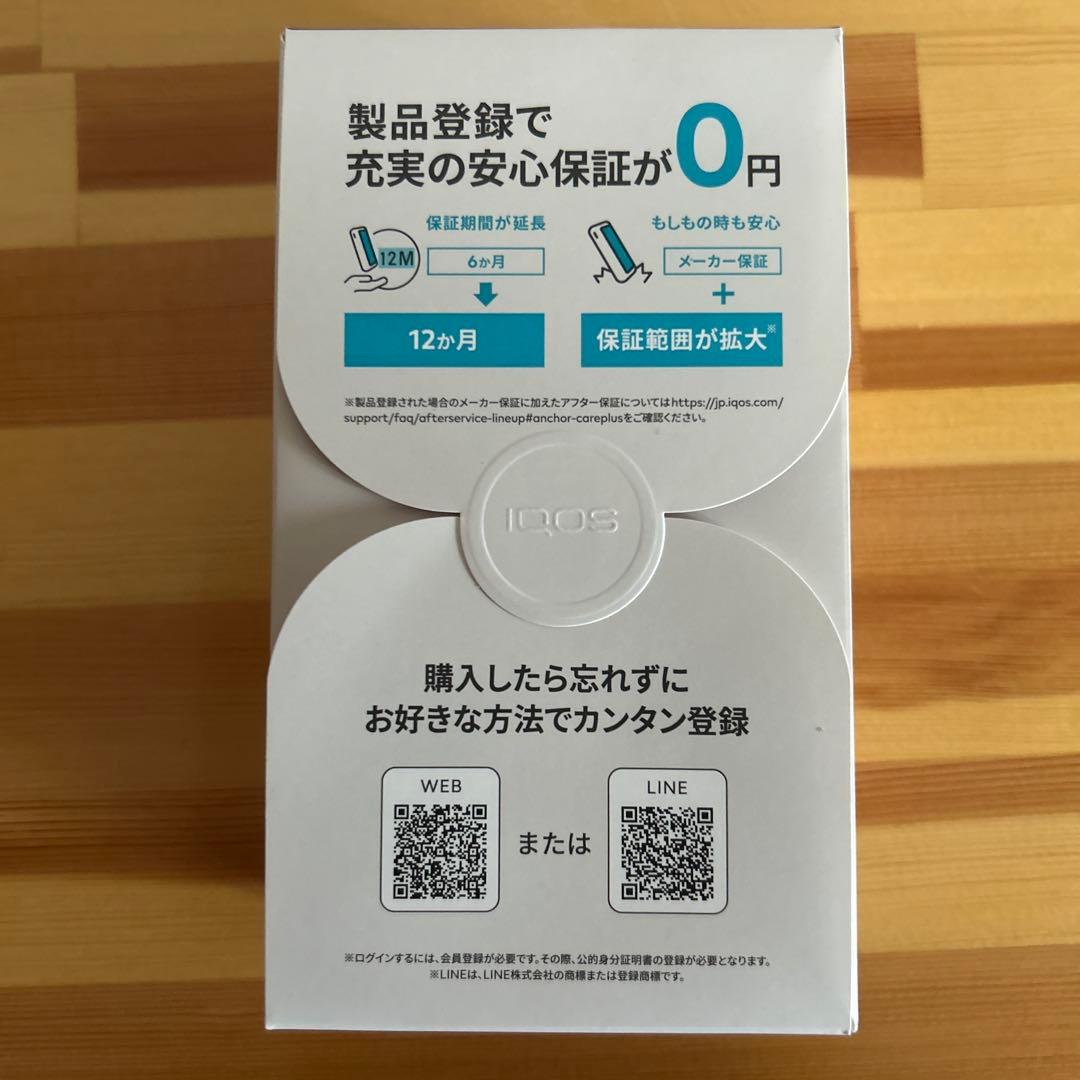 製品登録で
充実の安心保証が0円
保証期間が延長
12M
6か月
12か月
もしもの時も安心
メーカー保証
+
保証範囲が拡大※
※製品登録された場合のメーカー保証に加えたアフター保証についてはhttps://jp.iqos.com/
support/faq/afterservice-lineup#anchor-careplusをご確認ください。
IQOS
購入したら忘れずに
お好きな方法でカンタン登録
WEB
または
LINE
※ログインするには、会員登録が必要です。その際、公的身分証明書の登録が必要となります。
※LINEは、LINE株式会社の商標または登録商標です。